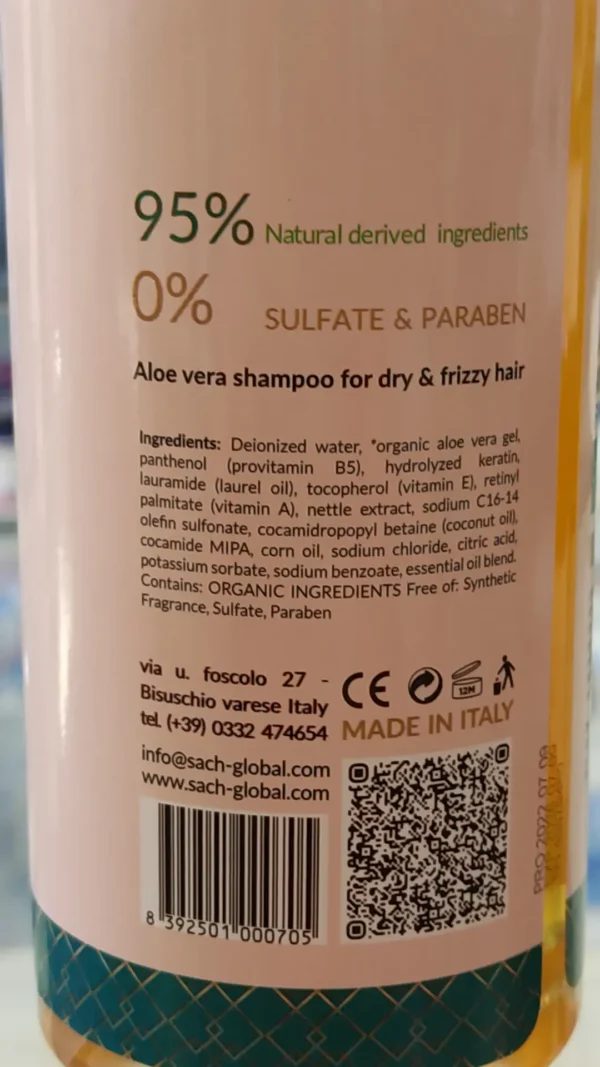 95% Natural derived ingredients
0% SULFATE & PARABEN
Aloe vera shampoo for dry & frizzy hair
Ingredients: Deionized water, *organic aloe vera gel,
panthenol (provitamin B5), hydrolyzed keratin,
lauramide (laurel oil), tocopherol (vitamin E), retinyl
palmitate (vitamin A), nettle extract, sodium C16-14
olefin sulfonate, cocamidropopyl betaine (coconut oil),
cocamide MIPA, corn oil, sodium chloride, citric acid,
potassium sorbate, sodium benzoate, essential oil blend.
Contains: ORGANIC INGREDIENTS Free of: Synthetic
Fragrance, Sulfate, Paraben
via u. foscolo 27 -
Bisuschio varese Italy
tel. (+39) 0332 474654
info@sach-global.com
www.sach-global.com
CE
12M
MADE IN ITALY
8 392501 000705
PRO 2022 07 09